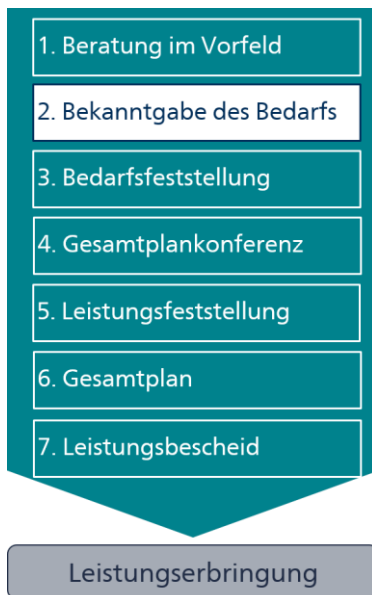 1. Beratung im Vorfeld
2. Bekanntgabe des Bedarfs
3. Bedarfsfeststellung
4. Gesamtplankonferenz
5. Leistungsfeststellung
6. Gesamtplan
7. Leistungsbescheid
Leistungserbringung